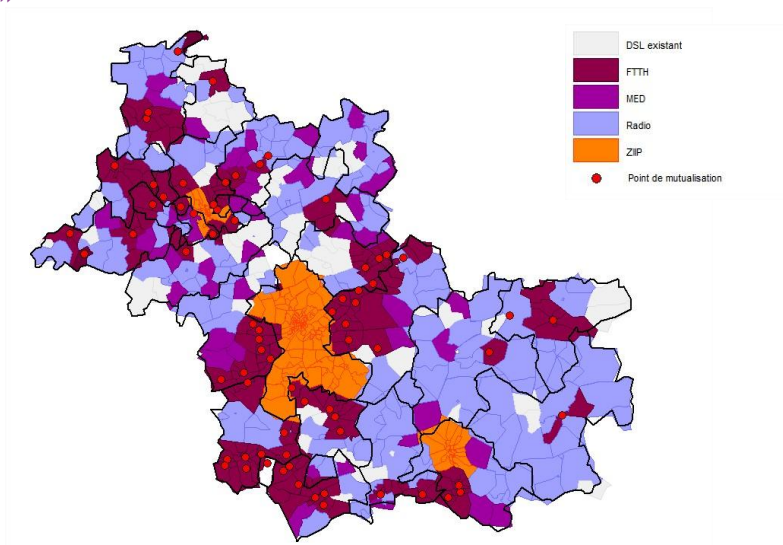 DSL existant
FTTH
MED
Radio
ZIIP
Point de mutualisation